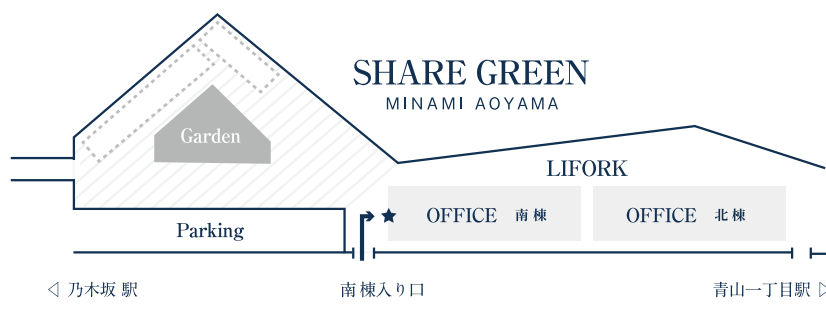 SHARE GREEN
MINAMI AOYAMA
Garden
LIFORK
OFFICE 南棟
OFFICE 北棟
Parking
◁ 乃木坂 駅
南棟入り口
青山一丁目駅 ▷